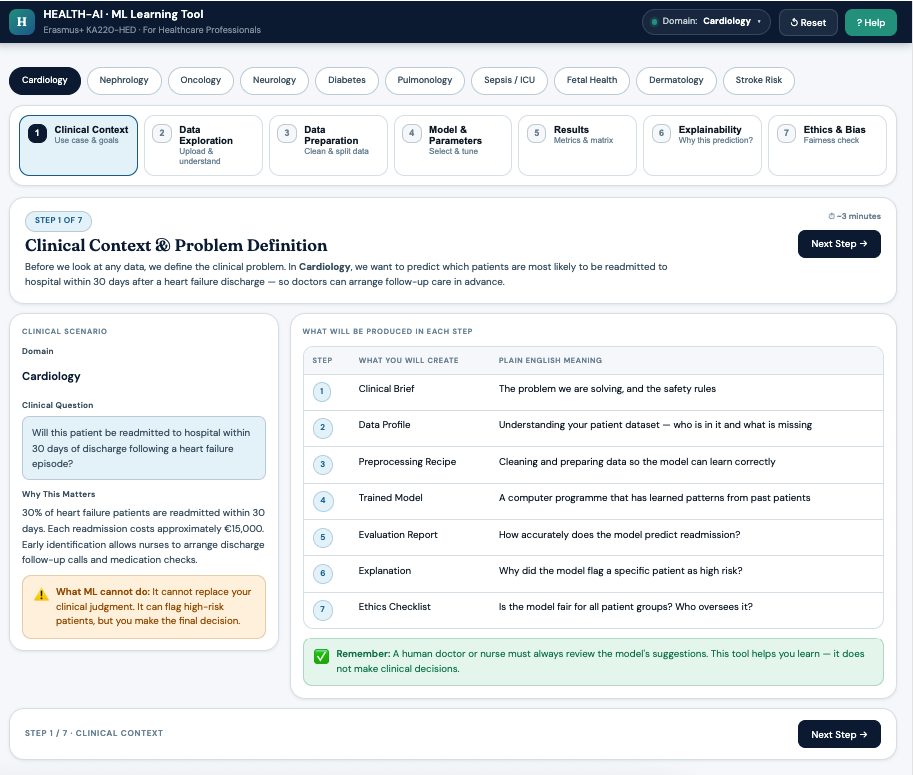 H
HEALTH-AI · ML Learning Tool
Erasmus+ KA220-HED · For Healthcare Professionals
Domain: Cardiology
↺ Reset
? Help
Cardiology
Nephrology
Oncology
Neurology
Diabetes
Pulmonology
Sepsis / ICU
Fetal Health
Dermatology
Stroke Risk
1
Clinical Context
Use case & goals
2
Data
Exploration
Upload &
understand
3
Data
Preparation
Clean & split data
4
Model &
Parameters
Select & tune
5
Results
Metrics & matrix
6
Explainability
Why this prediction?
7
Ethics & Bias
Fairness check
STEP 1 OF 7
⏱ ~3 minutes
Clinical Context & Problem Definition
Next Step →
Before we look at any data, we define the clinical problem. In Cardiology, we want to predict which patients are most likely to be readmitted to
hospital within 30 days after a heart failure discharge — so doctors can arrange follow-up care in advance.
CLINICAL SCENARIO
Domain
Cardiology
Clinical Question
Will this patient be readmitted to hospital within
30 days of discharge following a heart failure
episode?
Why This Matters
30% of heart failure patients are readmitted within 30
days. Each readmission costs approximately €15,000.
Early identification allows nurses to arrange discharge
follow-up calls and medication checks.
⚠️ What ML cannot do: It cannot replace your
clinical judgment. It can flag high-risk
patients, but you make the final decision.
WHAT WILL BE PRODUCED IN EACH STEP
STEP WHAT YOU WILL CREATE PLAIN ENGLISH MEANING
1 Clinical Brief The problem we are solving, and the safety rules
2 Data Profile Understanding your patient dataset — who is in it and what is missing
3 Preprocessing Recipe Cleaning and preparing data so the model can learn correctly
4 Trained Model A computer programme that has learned patterns from past patients
5 Evaluation Report How accurately does the model predict readmission?
6 Explanation Why did the model flag a specific patient as high risk?
7 Ethics Checklist Is the model fair for all patient groups? Who oversees it?
✅ Remember: A human doctor or nurse must always review the model's suggestions. This tool helps you learn — it does
not make clinical decisions.
STEP 1 / 7 · CLINICAL CONTEXT
Next Step →